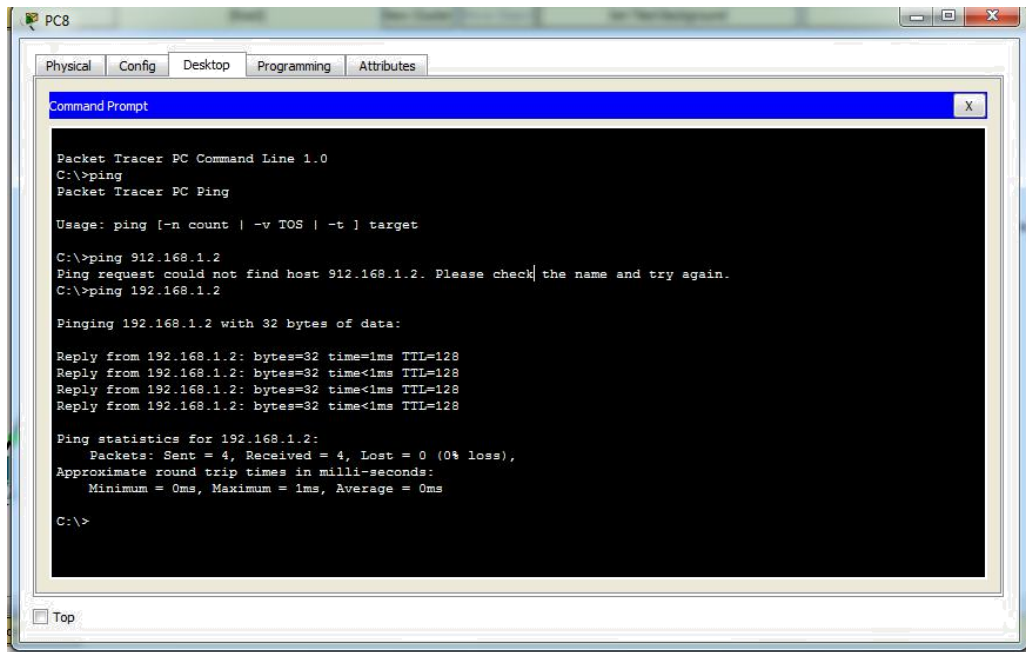 PC8
Physical Config Desktop Programming Attributes
Command Prompt
X
Packet Tracer PC Command Line 1.0
C:\>ping
Packet Tracer PC Ping
Usage: ping [-n count | -v TOS | -t ] target
C:\>ping 912.168.1.2
Ping request could not find host 912.168.1.2. Please check the name and try again.
C:\>ping 192.168.1.2
Pinging 192.168.1.2 with 32 bytes of data:
Reply from 192.168.1.2: bytes=32 time=1ms TTL=128
Reply from 192.168.1.2: bytes=32 time<1ms TTL=128
Reply from 192.168.1.2: bytes=32 time<1ms TTL=128
Reply from 192.168.1.2: bytes=32 time<1ms TTL=128
Ping statistics for 192.168.1.2:
Packets: Sent = 4, Received = 4, Lost = 0 (0% loss),
Approximate round trip times in milli-seconds:
Minimum = 0ms, Maximum = 1ms, Average = 0ms
C:\>
Top